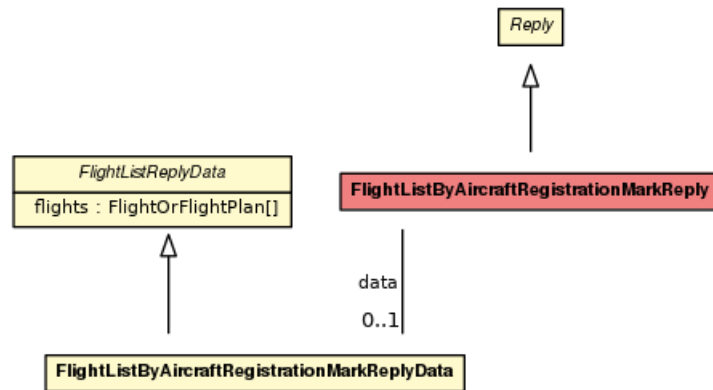 Reply
FlightListReplyData
flights : FlightOrFlightPlan[]
FlightListByAircraftRegistrationMarkReply
data
0..1
FlightListByAircraftRegistrationMarkReplyData